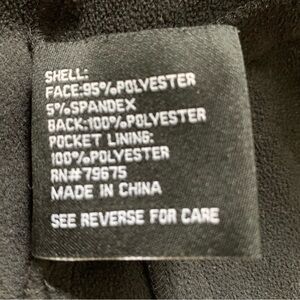 SHELL:
FACE:95%POLYESTER
5%SPANDEX
BACK:100%POLYESTER
POCKET LINING:
100%POLYESTER
RN#79675
MADE IN CHINA
SEE REVERSE FOR CARE